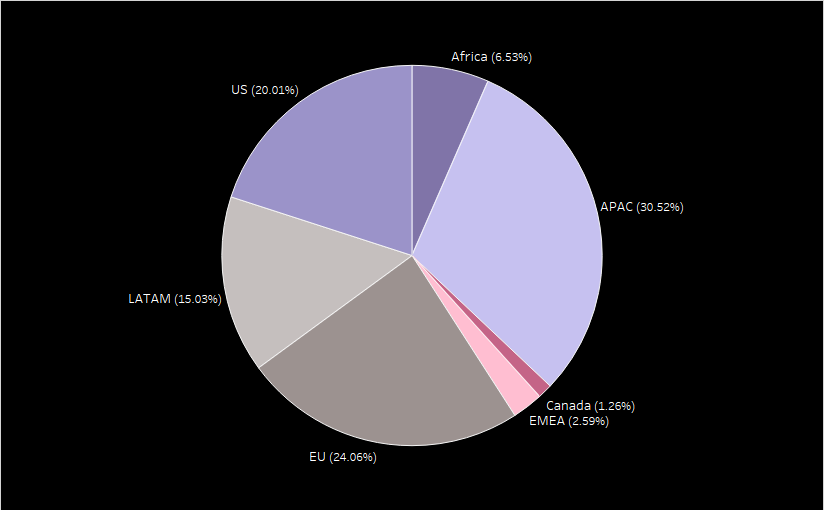 Africa (6.53%)
US (20.01%)
APAC (30.52%)
LATAM (15.03%)
Canada (1.26%)
EMEA (2.59%)
EU (24.06%)